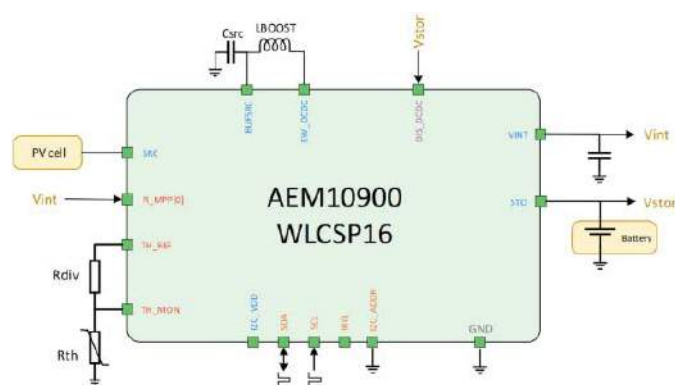 Csrc
LBOOST
Vstor
BUFSRC
SW_DCDC
DIS_DCDC
PV cell
SRC
VINT
Vint
Vint
R_MPP[0]
AEM10900
WLCSP16
STO
Vstor
TH_REF
Battery
Rdiv
TH_MON
I2C_VDD
SDA
SCL
IRQ
I2C_ADDR
GND
Rth